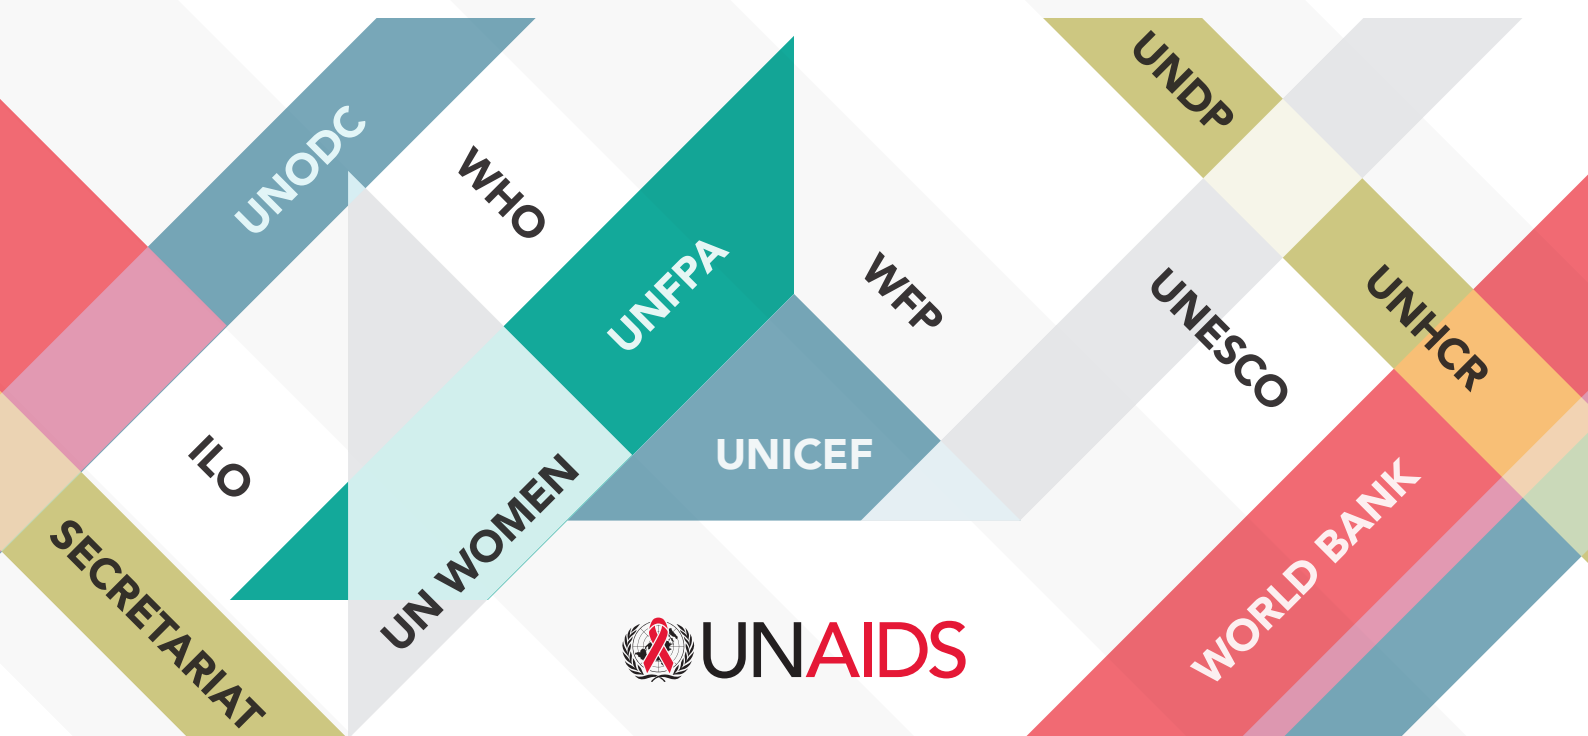 UNODC
WHO
UNFPA
WFP
UNDP
UNESCO
UNHCR
ILO
UNICEF
UN WOMEN
SECRETARIAT
WORLD BANK
UNAIDS